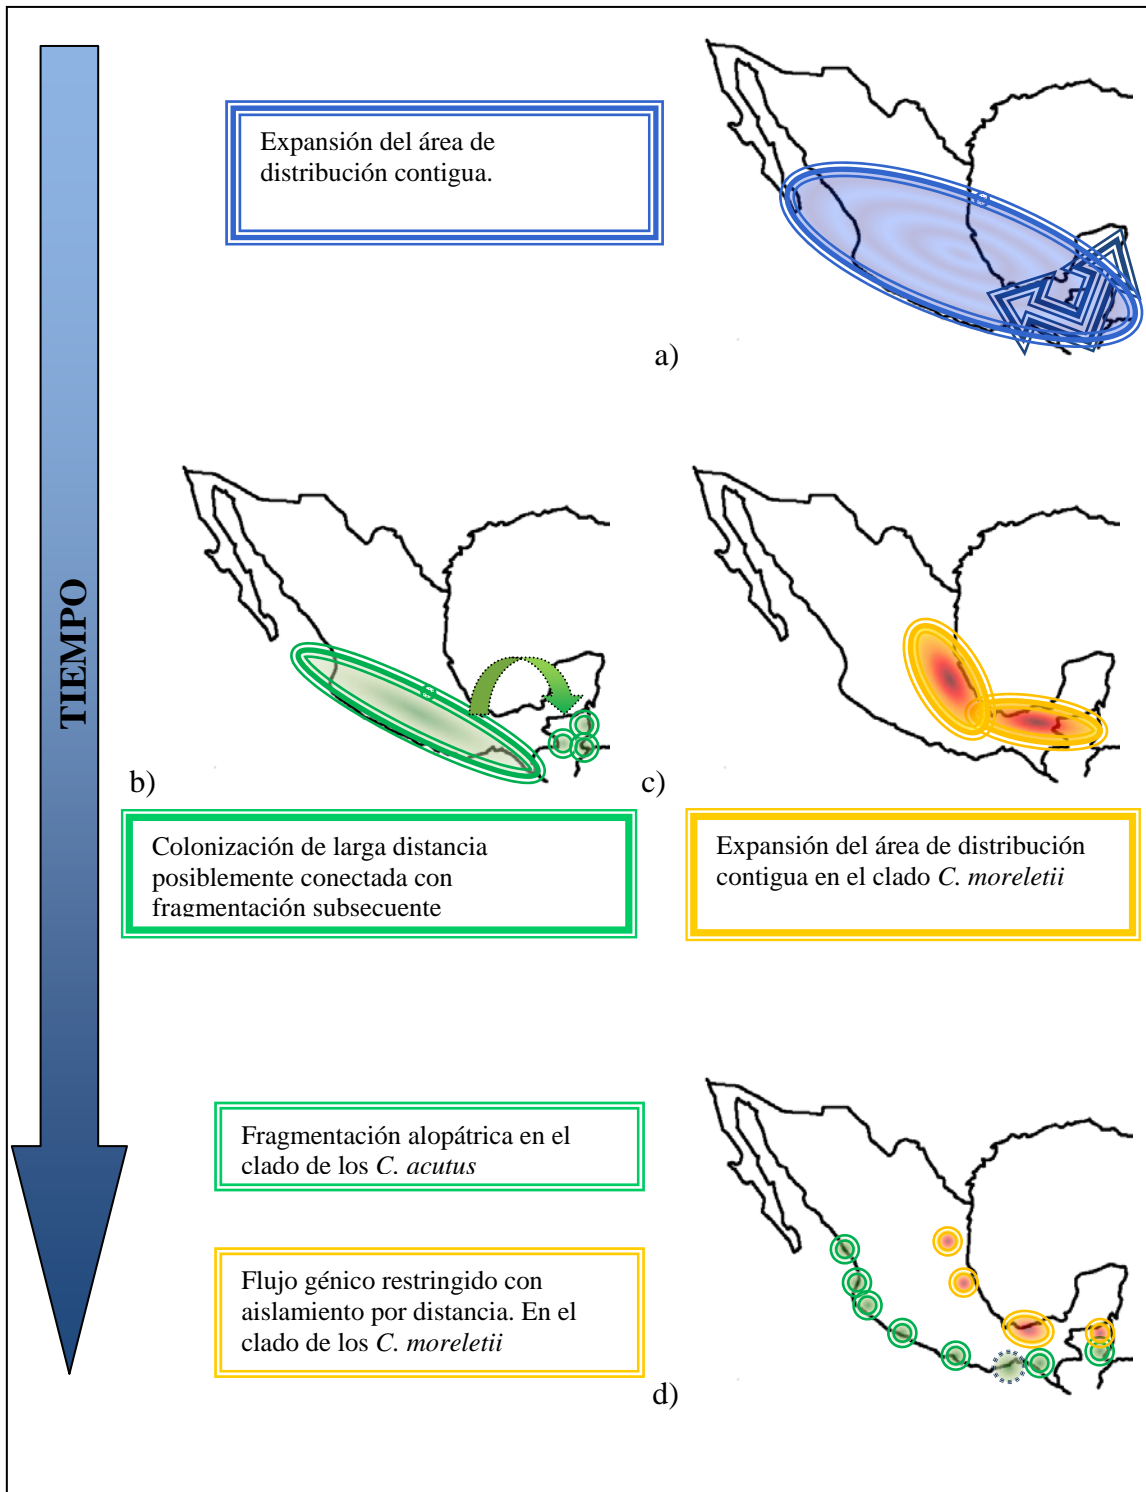 Expansión del área de
distribución contigua.
a)
TIEMPO
b)
c)
Colonización de larga distancia
posiblemente conectada con
fragmentación subsecuente
Expansión del área de distribución
contigua en el clado C. moreletii
Fragmentación alopátrica en el
clado de los C. acutus
Flujo génico restringido con
aislamiento por distancia. En el
clado de los C. moreletii
d)